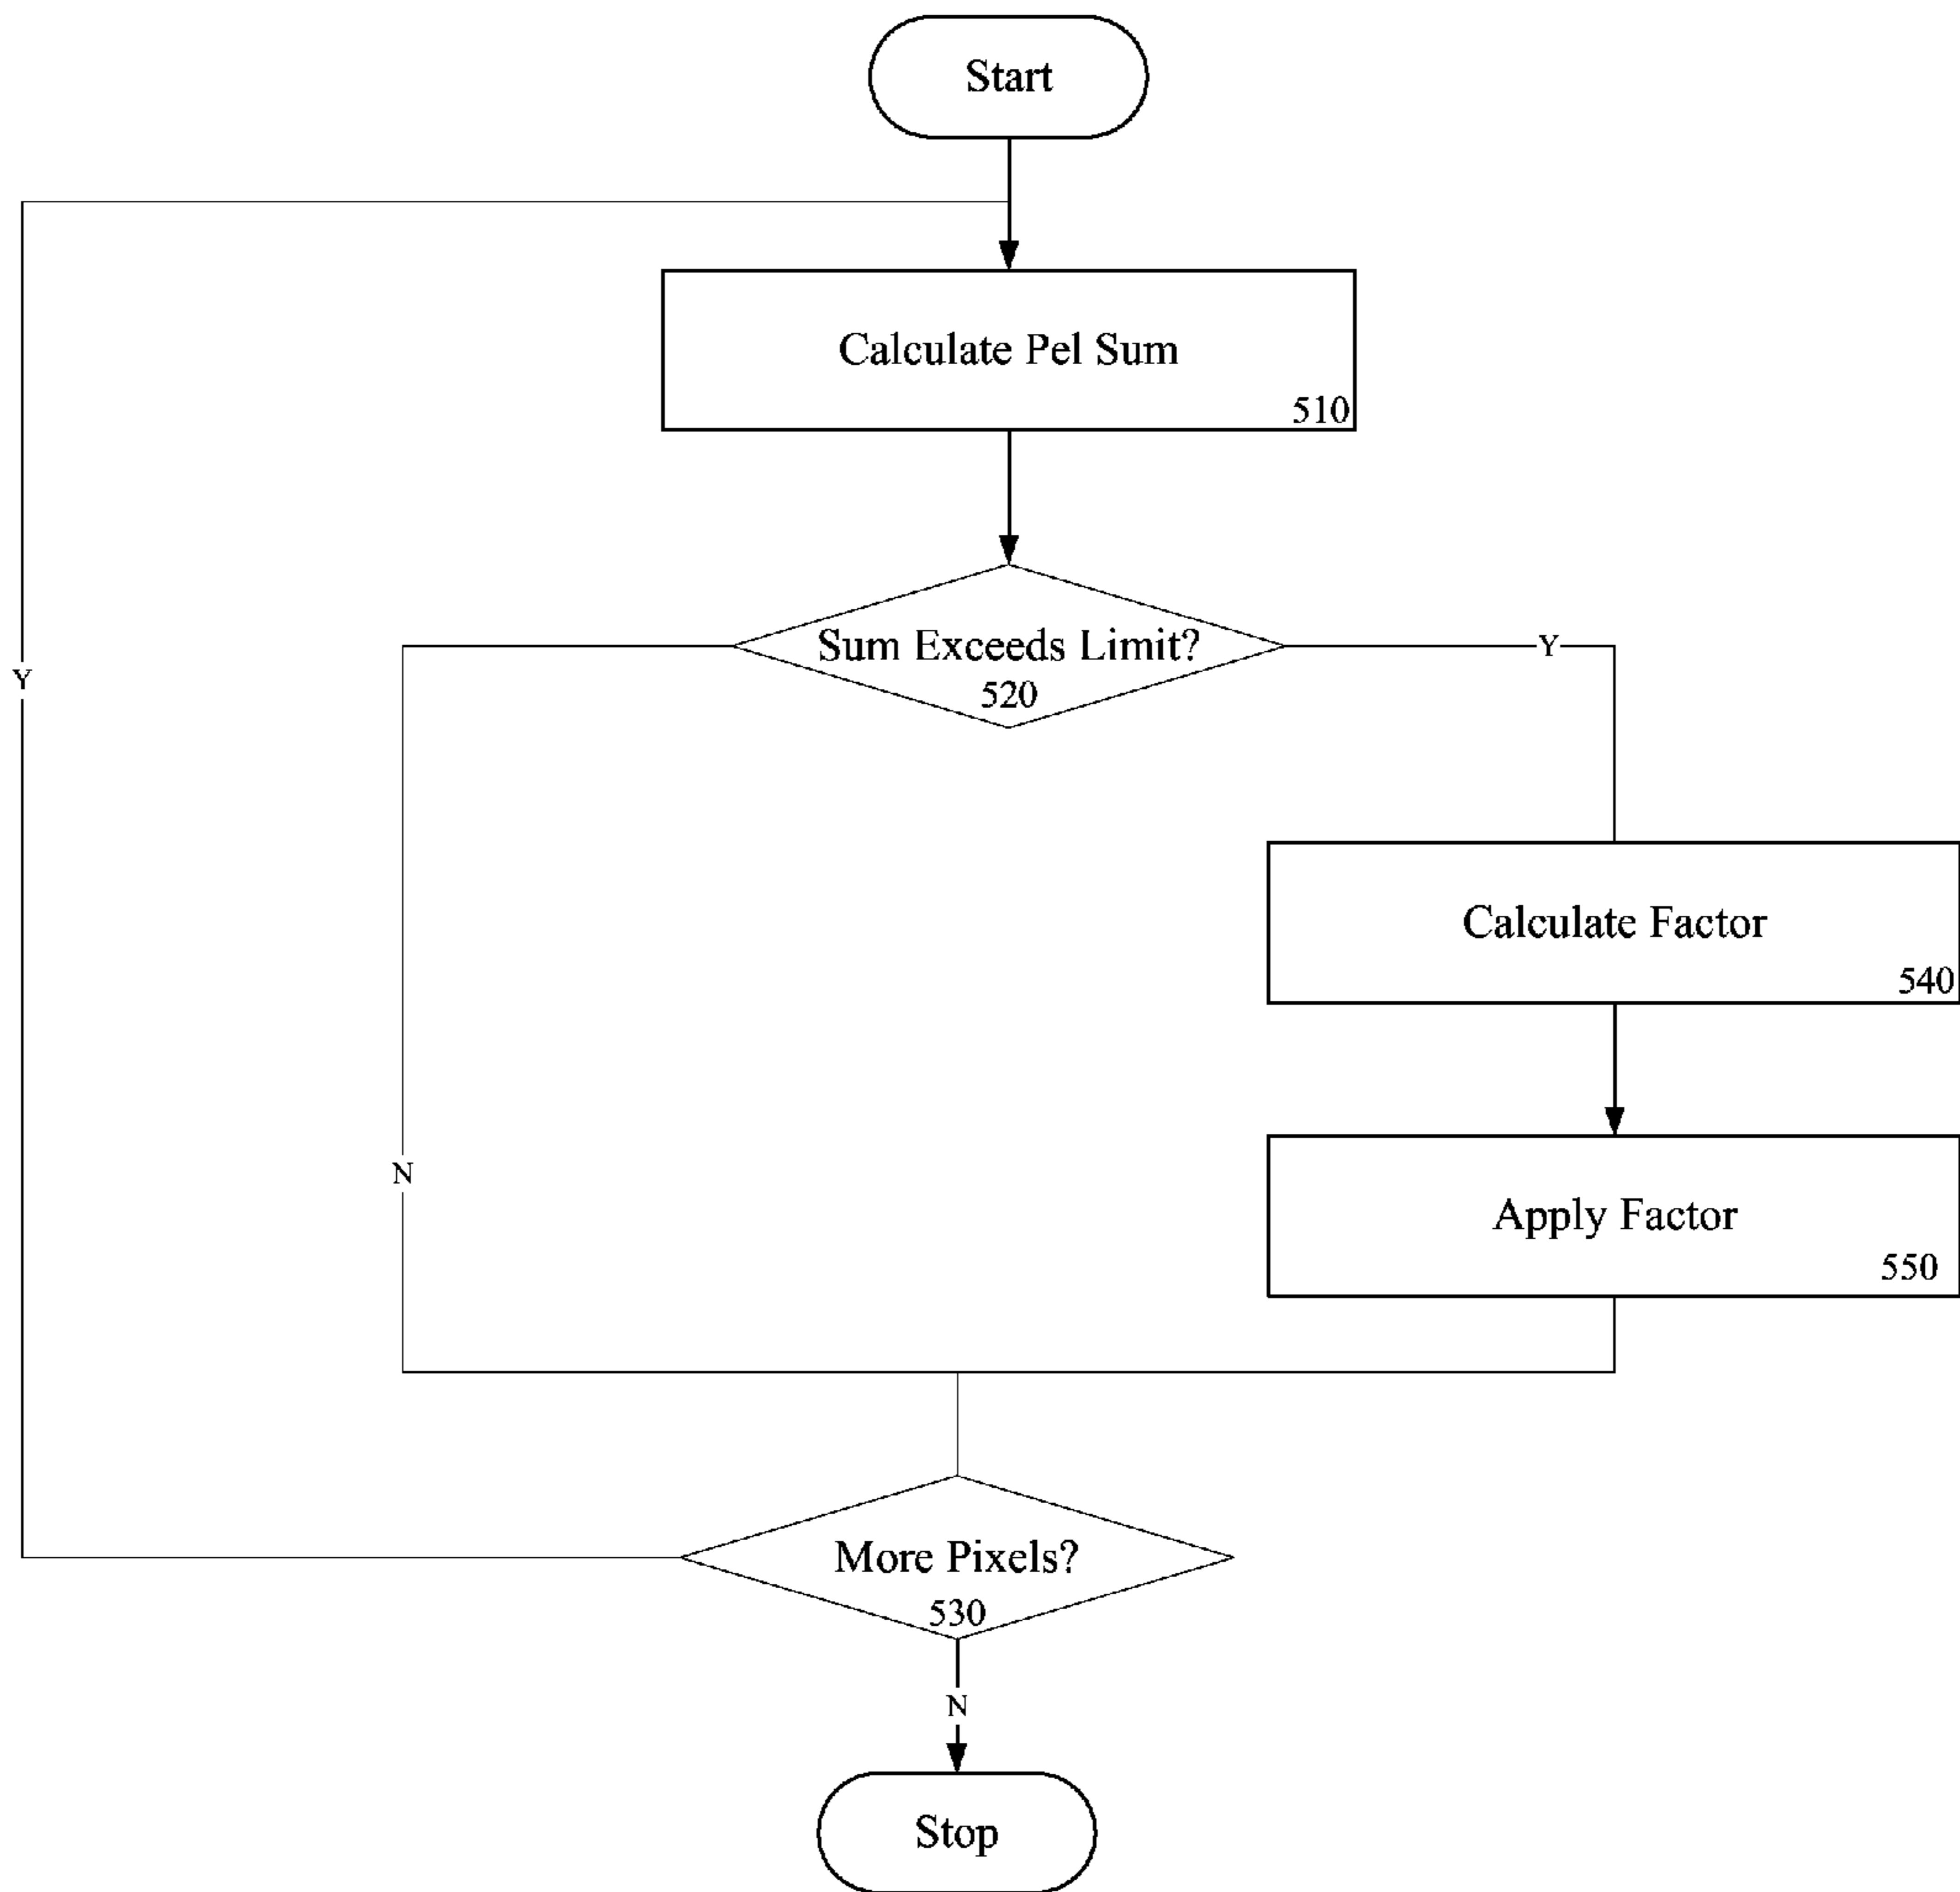 Start
Calculate Pel Sum
510
Sum Exceeds Limit?
520
Y
Y
Calculate Factor
540
N
Apply Factor
550
More Pixels?
530
N
Stop